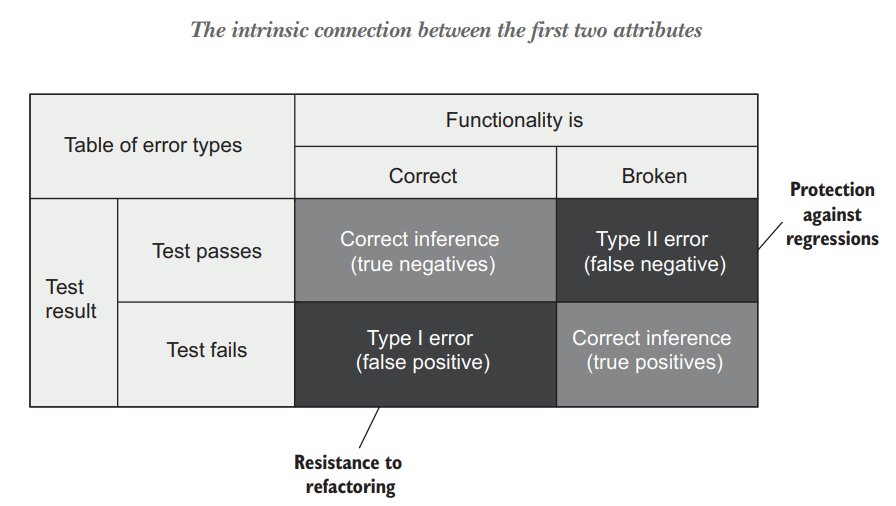 The intrinsic connection between the first two attributes
Table of error types
Functionality is
Correct
Broken
Test
result
Test passes
Correct inference
(true negatives)
Type II error
(false negative)
Protection
against
regressions
Test fails
Type I error
(false positive)
Correct inference
(true positives)
Resistance to
refactoring